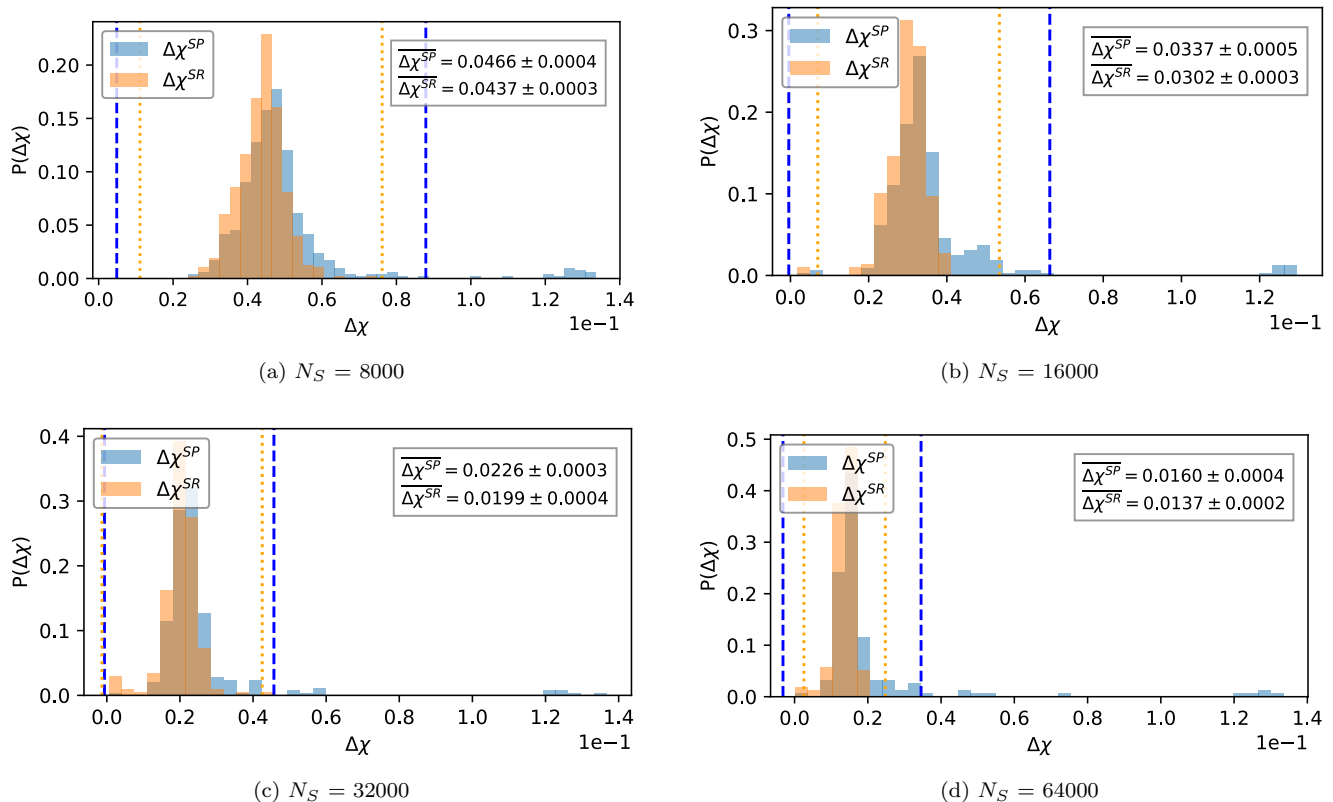 P(Δχ)
0.20
0.15
0.10
0.05
0.00
Δχ^{SP}
Δχ^{SR}
\overline{Δχ^{SP}} = 0.0466 ± 0.0004
\overline{Δχ^{SR}} = 0.0437 ± 0.0003
0.0 0.2 0.4 0.6 0.8 1.0 1.2 1.4
1e−1
Δχ
(a) N_S = 8000
P(Δχ)
0.3
0.2
0.1
0.0
Δχ^{SP}
Δχ^{SR}
\overline{Δχ^{SP}} = 0.0337 ± 0.0005
\overline{Δχ^{SR}} = 0.0302 ± 0.0003
0.0 0.2 0.4 0.6 0.8 1.0 1.2
1e−1
Δχ
(b) N_S = 16000
P(Δχ)
0.4
0.3
0.2
0.1
0.0
Δχ^{SP}
Δχ^{SR}
\overline{Δχ^{SP}} = 0.0226 ± 0.0003
\overline{Δχ^{SR}} = 0.0199 ± 0.0004
0.0 0.2 0.4 0.6 0.8 1.0 1.2 1.4
1e−1
Δχ
(c) N_S = 32000
P(Δχ)
0.5
0.4
0.3
0.2
0.1
0.0
Δχ^{SP}
Δχ^{SR}
\overline{Δχ^{SP}} = 0.0160 ± 0.0004
\overline{Δχ^{SR}} = 0.0137 ± 0.0002
0.0 0.2 0.4 0.6 0.8 1.0 1.2 1.4
1e−1
Δχ
(d) N_S = 64000